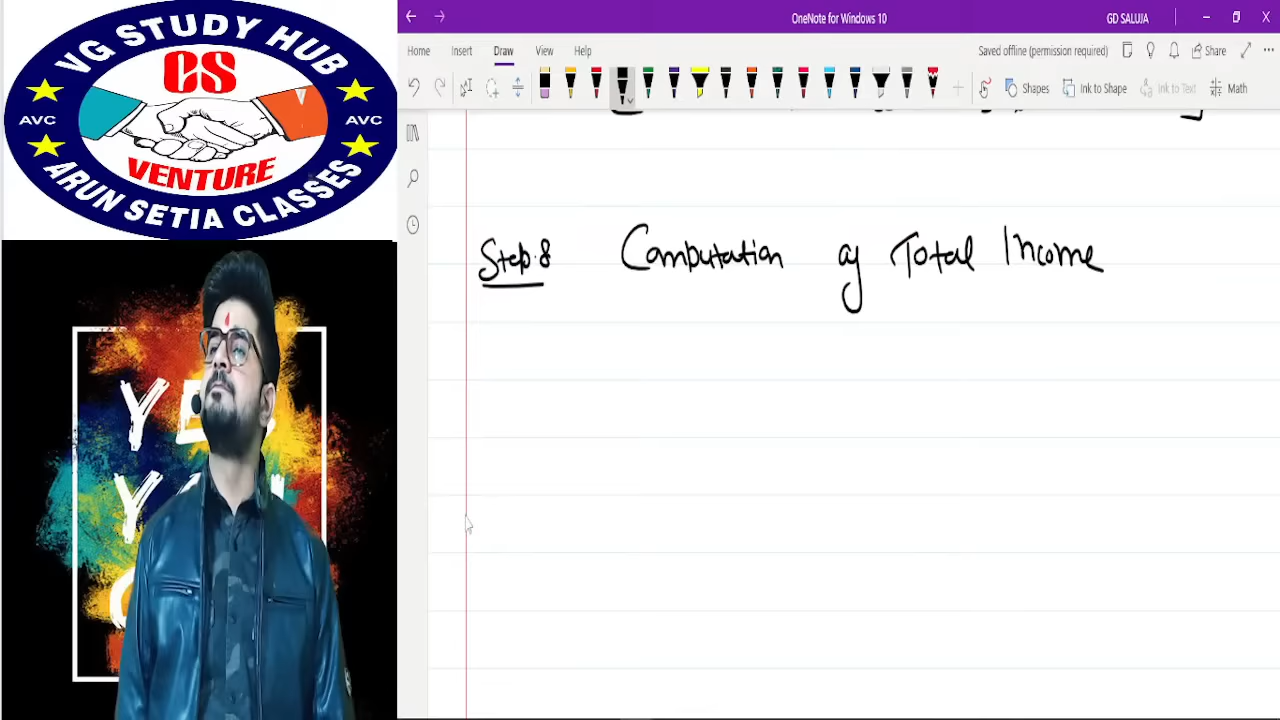 VG STUDY HUB
CS
AVC
AVC
VENTURE
ARUN SETIA CLASSES
OneNote for Windows 10
GD SALUJA
Home
Insert
Draw
View
Help
Saved offline (permission required)
Share
Shapes
Ink to Shape
Ink to Text
Math
Step.8 Computation of Total Income